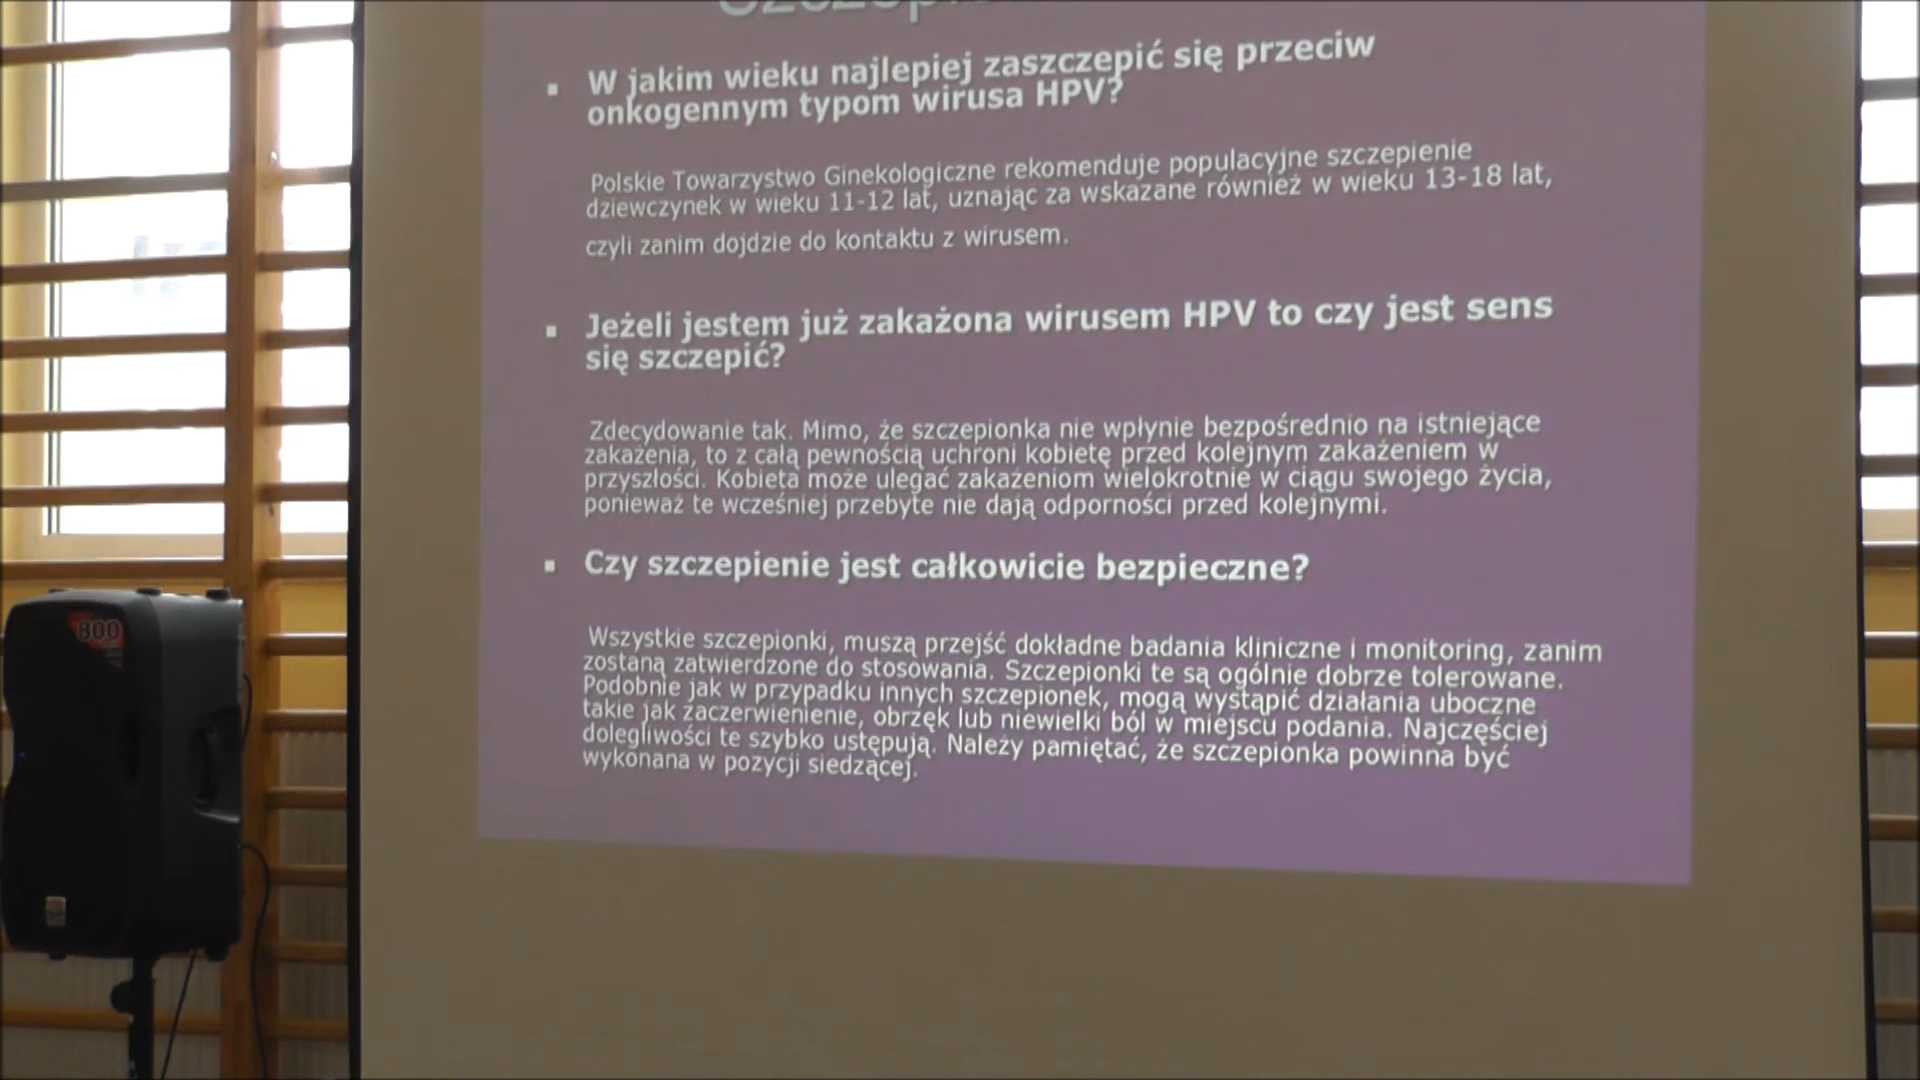 W jakim wieku najlepiej zaszczepić się przeciw
onkogennym typom wirusa HPV?
Polskie Towarzystwo Ginekologiczne rekomenduje populacyjne szczepienie
dziewczynek w wieku 11-12 lat, uznając za wskazane również w wieku 13-18 lat,
czyli zanim dojdzie do kontaktu z wirusem.
Jeżeli jestem już zakażona wirusem HPV to czy jest sens
się szczepić?
Zdecydowanie tak. Mimo, że szczepionka nie wpłynie bezpośrednio na istniejące
zakażenia, to z całą pewnością uchroni kobietę przed kolejnym zakażeniem w
przyszłości. Kobieta może ulegać zakażeniom wielokrotnie w ciągu swojego życia,
ponieważ te wcześniej przebyte nie dają odporności przed kolejnymi.
Czy szczepienie jest całkowicie bezpieczne?
Wszystkie szczepionki, muszą przejść dokładne badania kliniczne i monitoring, zanim
zostaną zatwierdzone do stosowania. Szczepionki te są ogólnie dobrze tolerowane.
Podobnie jak w przypadku innych szczepionek, mogą wystąpić działania uboczne
takie jak zaczerwienienie, obrzęk lub niewielki ból w miejscu podania. Najczęściej
dolegliwości te szybko ustępują. Należy pamiętać, że szczepionka powinna być
wykonana w pozycji siedzącej.
800